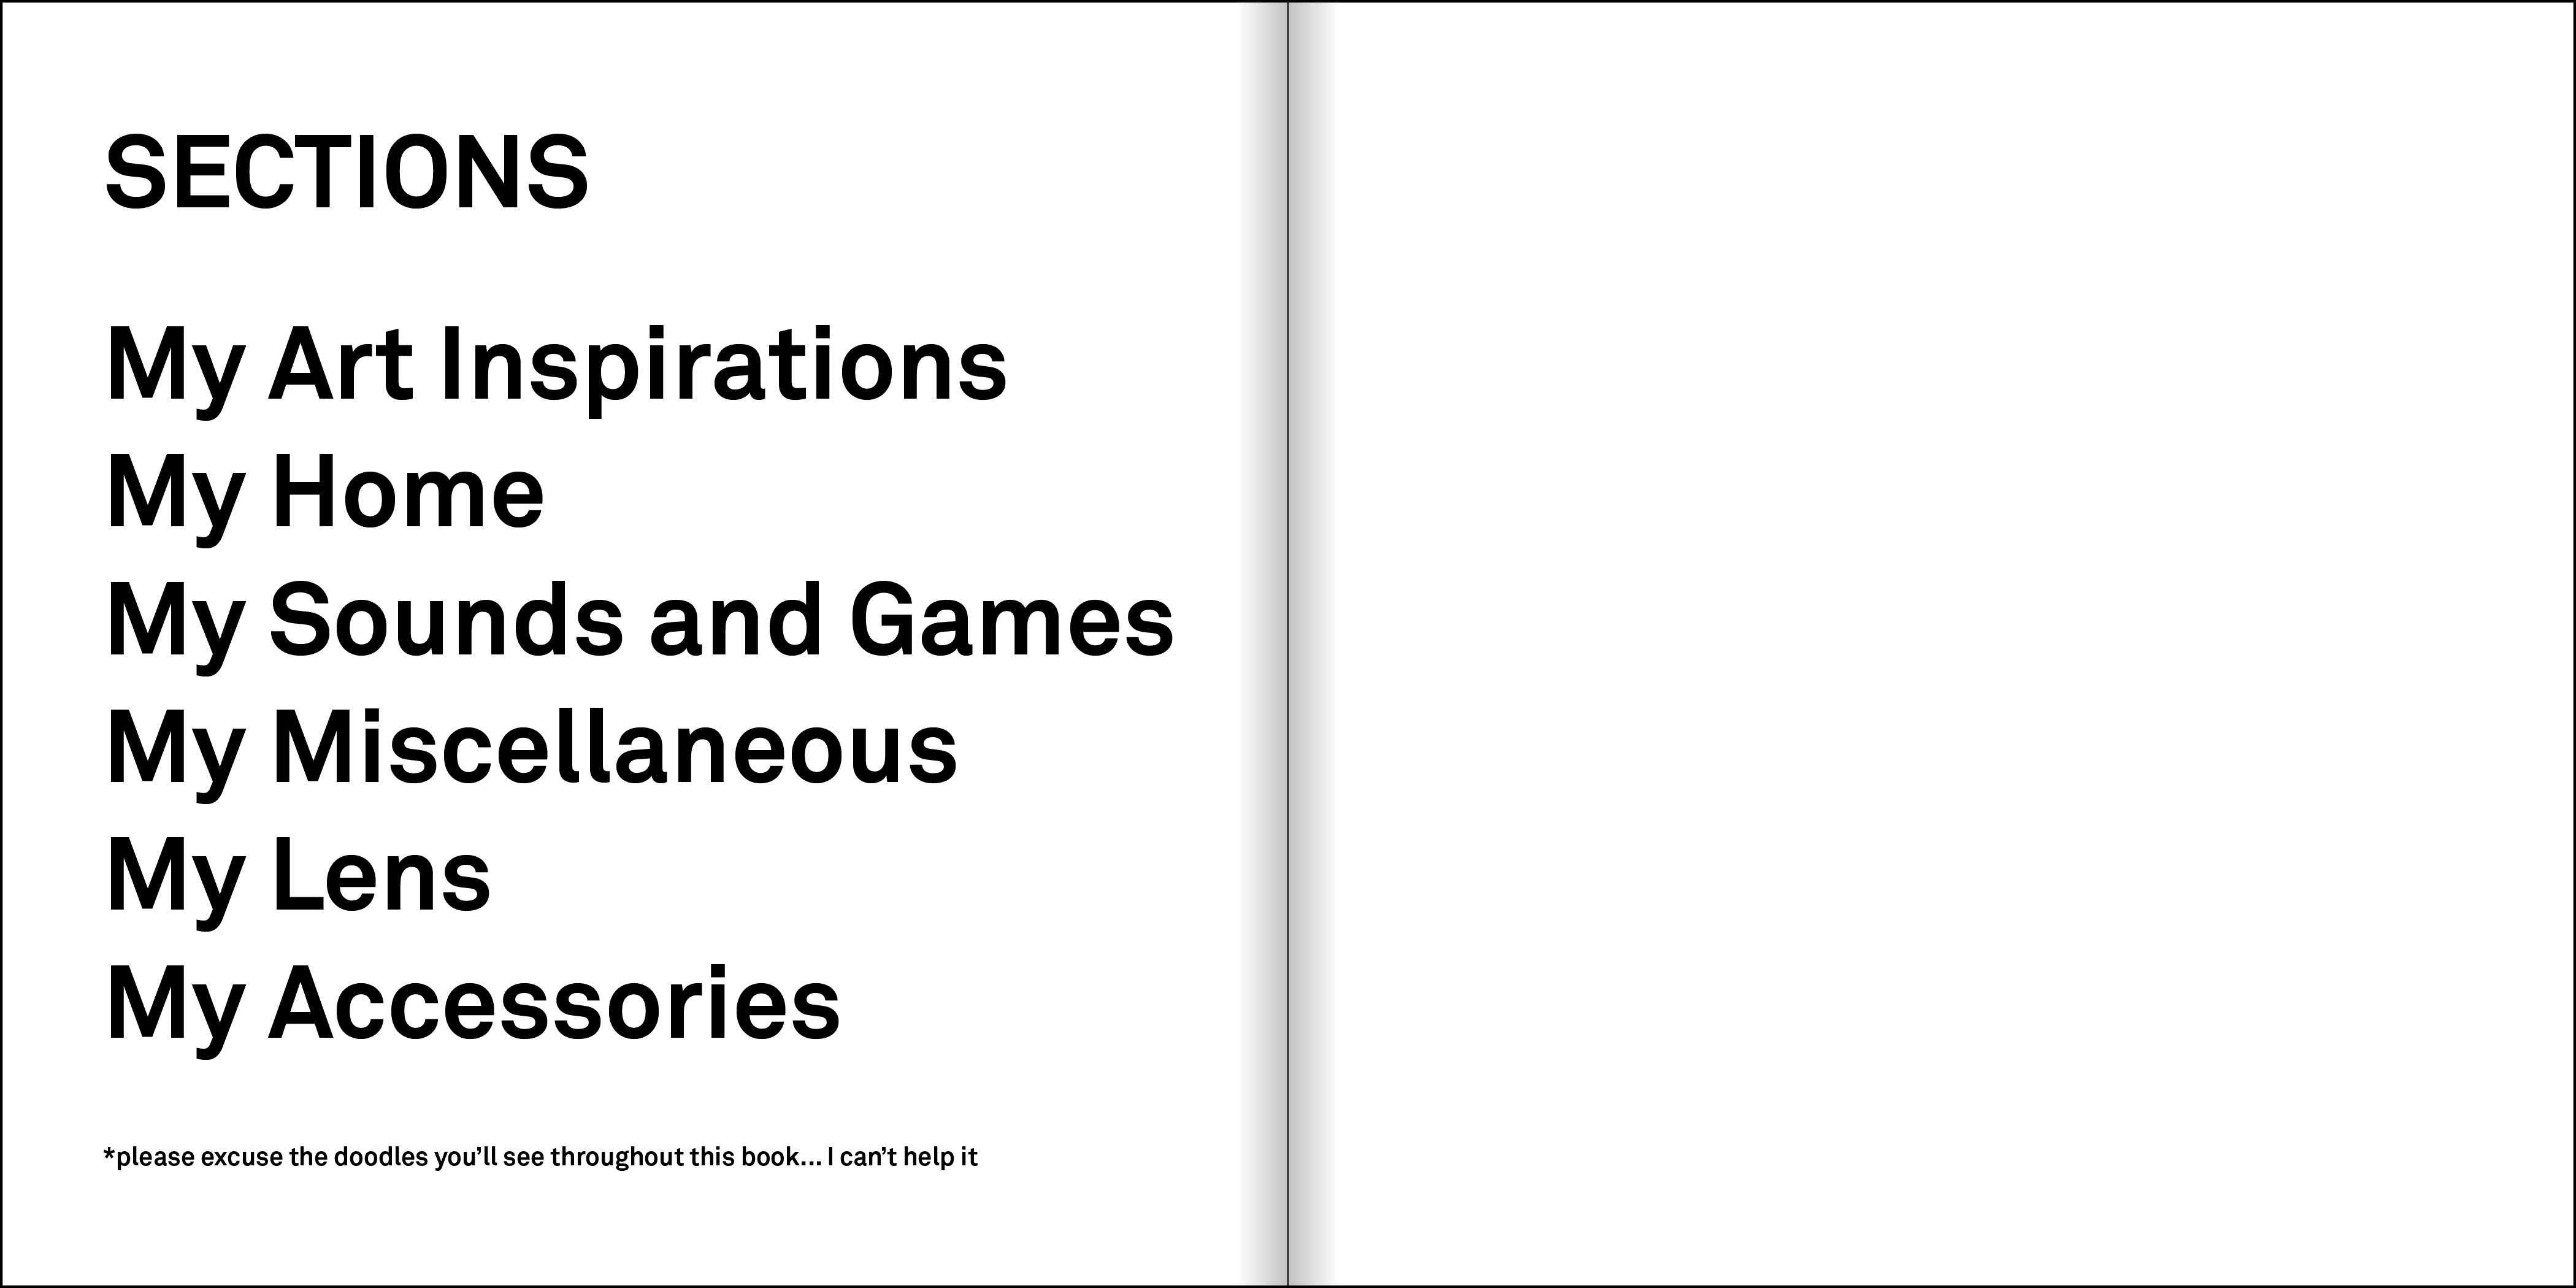 SECTIONS
My Art Inspirations
My Home
My Sounds and Games
My Miscellaneous
My Lens
My Accessories
*please excuse the doodles you’ll see throughout this book... I can’t help it